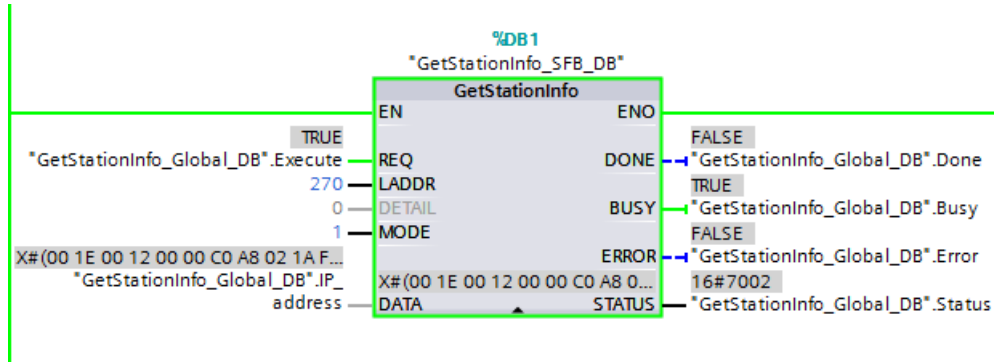 %DB1
"GetStationInfo_SFB_DB"
GetStationInfo
EN ENO
TRUE FALSE
"GetStationInfo_Global_DB".Execute REQ DONE "GetStationInfo_Global_DB".Done
270 LADDR TRUE
0 DETAIL BUSY "GetStationInfo_Global_DB".Busy
1 MODE FALSE
X#(00 1E 00 12 00 00 C0 A8 02 1A F... ERROR "GetStationInfo_Global_DB".Error
"GetStationInfo_Global_DB".IP_ X#(00 1E 00 12 00 00 C0 A8 0... 16#7002
address DATA STATUS "GetStationInfo_Global_DB".Status